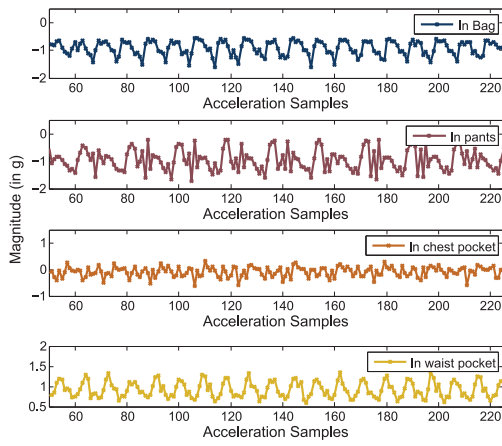 In Bag
0
−1
−2
60 80 100 120 140 160 180 200 220
Acceleration Samples
In pants
0
−1
−2
60 80 100 120 140 160 180 200 220
Acceleration Samples
Magnitude (in g)
In chest pocket
1
0
−1
60 80 100 120 140 160 180 200 220
Acceleration Samples
In waist pocket
2
1.5
1
0.5
60 80 100 120 140 160 180 200 220
Acceleration Samples